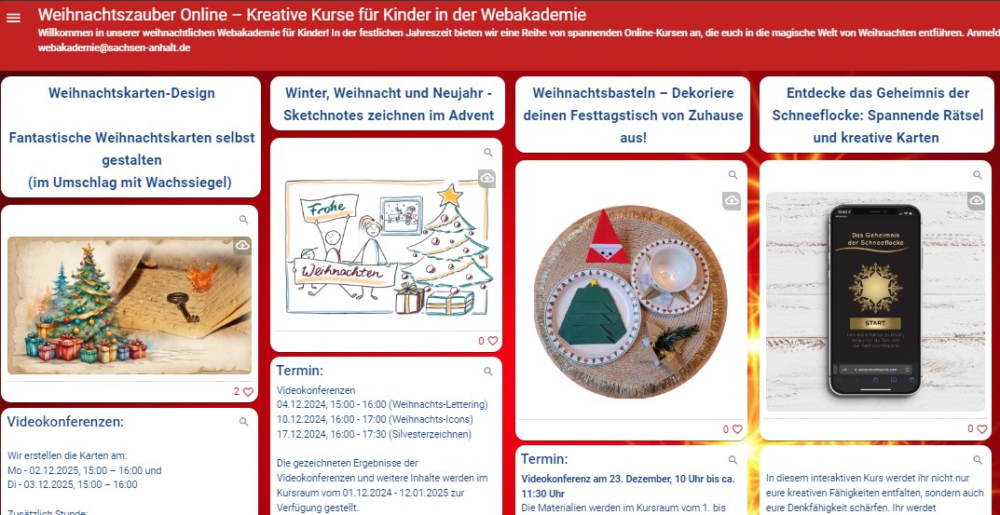 Weihnachtszauber Online – Kreative Kurse für Kinder in der Webakademie
Willkommen in unserer weihnachtlichen Webakademie für Kinder! In der festlichen Jahreszeit bieten wir eine Reihe von spannenden Online-Kursen an, die euch in die magische Welt von Weihnachten entführen. Anmeld
webakademie@sachsen-anhalt.de
Weihnachtskarten-Design
Fantastische Weihnachtskarten selbst
gestalten
(im Umschlag mit Wachssiegel)
2
Videokonferenzen:
Wir erstellen die Karten am:
Mo - 02.12.2025, 15:00 – 16:00 und
Di - 03.12.2025, 15:00 – 16:00
Zusätzlich Stunde:
Winter, Weihnacht und Neujahr -
Sketchnotes zeichnen im Advent
Frohe
Weihnachten
0
Termin:
Videokonferenzen
04.12.2024, 15:00 - 16:00 (Weihnachts-Lettering)
10.12.2024, 16:00 - 17:00 (Weihnachts-Icons)
17.12.2024, 16:00 - 17:30 (Silvesterzeichnen)
Die gezeichneten Ergebnisse der
Videokonferenzen und weitere Inhalte werden im
Kursraum vom 01.12.2024 - 12.01.2025 zur
Verfügung gestellt.
Weihnachtsbasteln – Dekoriere
deinen Festtagstisch von Zuhause
aus!
0
Termin:
Videokonferenz am 23. Dezember, 10 Uhr bis ca.
11:30 Uhr
Die Materialien werden im Kursraum vom 1. bis
Entdecke das Geheimnis der
Schneeflocke: Spannende Rätsel
und kreative Karten
Das Geheimnis
der Schneeflocke
START
0
In diesem interaktiven Kurs werdet ihr nicht nur
eure kreativen Fähigkeiten entfalten, sondern auch
eure Denkfähigkeit schärfen. Ihr werdet